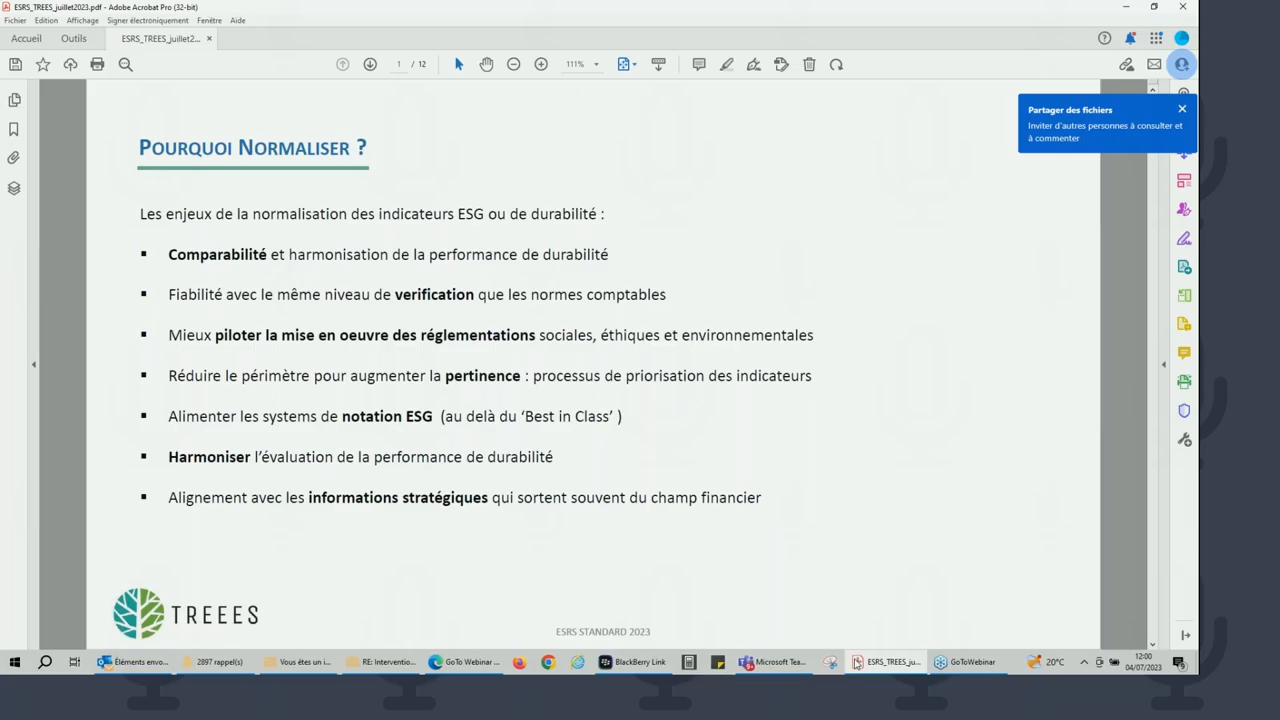 ESRS_TREES_juillet2023.pdf - Adobe Acrobat Pro (32-bit)
Fichier Edition Affichage Signer électroniquement Fenêtre Aide
Accueil Outils ESRS_TREES_juillet2... ×
1 / 12 111%
Partager des fichiers
Inviter d'autres personnes à consulter et
à commenter
POURQUOI NORMALISER ?
Les enjeux de la normalisation des indicateurs ESG ou de durabilité :
▪ Comparabilité et harmonisation de la performance de durabilité
▪ Fiabilité avec le même niveau de verification que les normes comptables
▪ Mieux piloter la mise en oeuvre des réglementations sociales, éthiques et environnementales
▪ Réduire le périmètre pour augmenter la pertinence : processus de priorisation des indicateurs
▪ Alimenter les systems de notation ESG (au delà du ‘Best in Class’ )
▪ Harmoniser l’évaluation de la performance de durabilité
▪ Alignement avec les informations stratégiques qui sortent souvent du champ financier
TREEES
ESRS STANDARD 2023
Éléments envo... 2897 rappel(s) Vous êtes un i... RE: Interventio... GoTo Webinar ... BlackBerry Link Microsoft Tea... ESRS_TREES_ju... GoToWebinar 20°C 12:00
04/07/2023